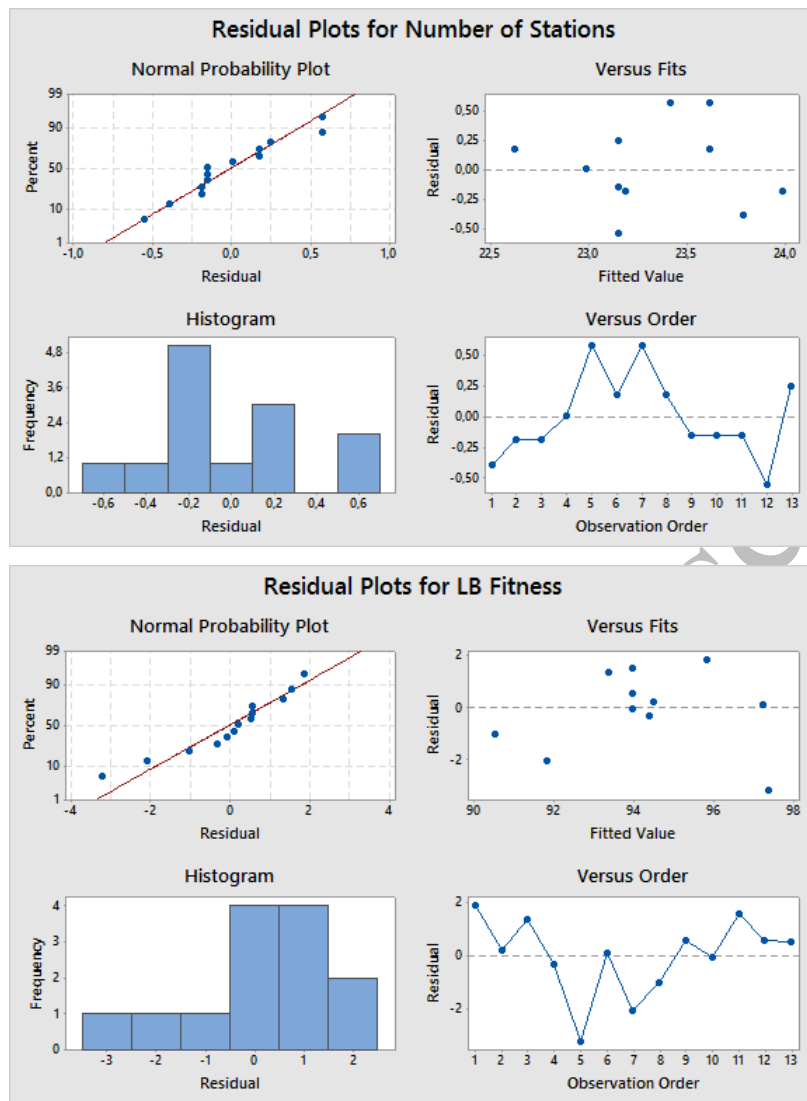 Residual Plots for Number of Stations
Normal Probability Plot
Percent
99
90
50
10
1
-1,0 -0,5 0,0 0,5 1,0
Residual
Versus Fits
Residual
0,50
0,25
0,00
-0,25
-0,50
22,5 23,0 23,5 24,0
Fitted Value
Histogram
Frequency
4,8
3,6
2,4
1,2
0,0
-0,6 -0,4 -0,2 0,0 0,2 0,4 0,6
Residual
Versus Order
Residual
0,50
0,25
0,00
-0,25
-0,50
1 2 3 4 5 6 7 8 9 10 11 12 13
Observation Order
Residual Plots for LB Fitness
Normal Probability Plot
Percent
99
90
50
10
1
-4 -2 0 2 4
Residual
Versus Fits
Residual
2
0
-2
90 92 94 96 98
Fitted Value
Histogram
Frequency
4
3
2
1
0
-3 -2 -1 0 1 2
Residual
Versus Order
Residual
2
0
-2
1 2 3 4 5 6 7 8 9 10 11 12 13
Observation Order